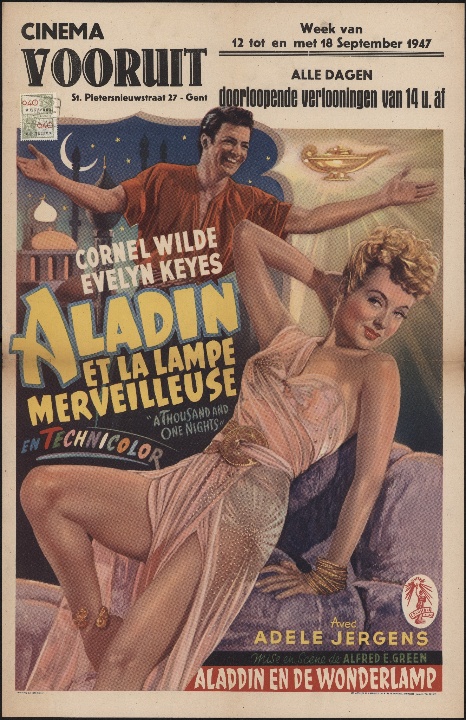 CINEMA
VOORUIT
St. Pietersnieuwstraat 27 - Gent
Week van
12 tot en met 18 September 1947
ALLE DAGEN
doorloopende vertooningen van 14 u. af
CORNEL WILDE
EVELYN KEYES
ALADIN
ET LA LAMPE
MERVEILLEUSE
"A THOUSAND AND
ONE NIGHTS"
EN TECHNICOLOR
Avec
ADELE JERGENS
Mise en Scène de ALFRED E. GREEN
ALADDIN EN DE WONDERLAMP